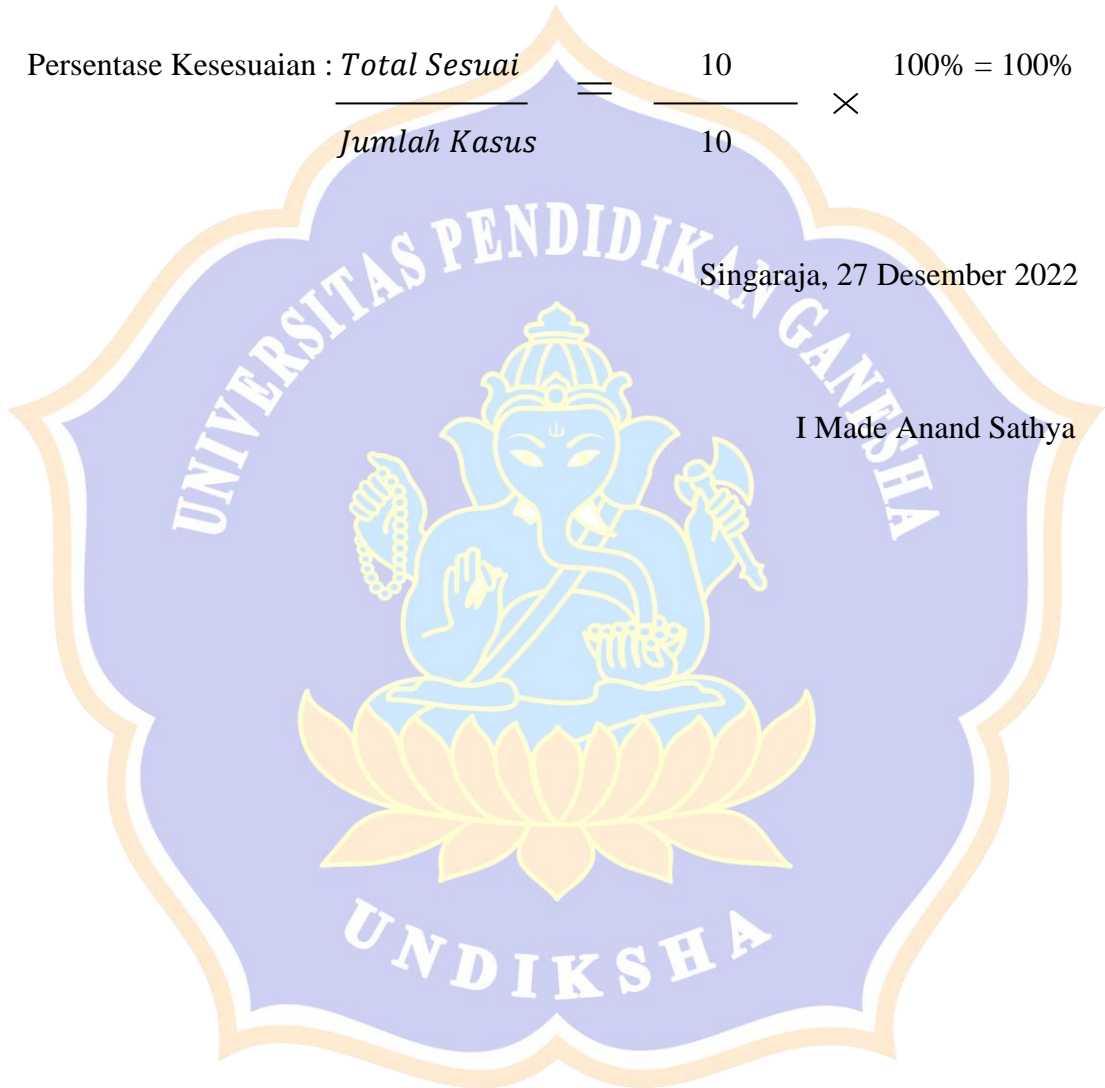 Persentase Kesesuaian : Total Sesuai = 10 × 100% = 100%
Jumlah Kasus 10
UNIVERSITAS PENDIDIKAN GANESHA
Singaraja, 27 Desember 2022
I Made Anand Sathya
UNDIKSHA